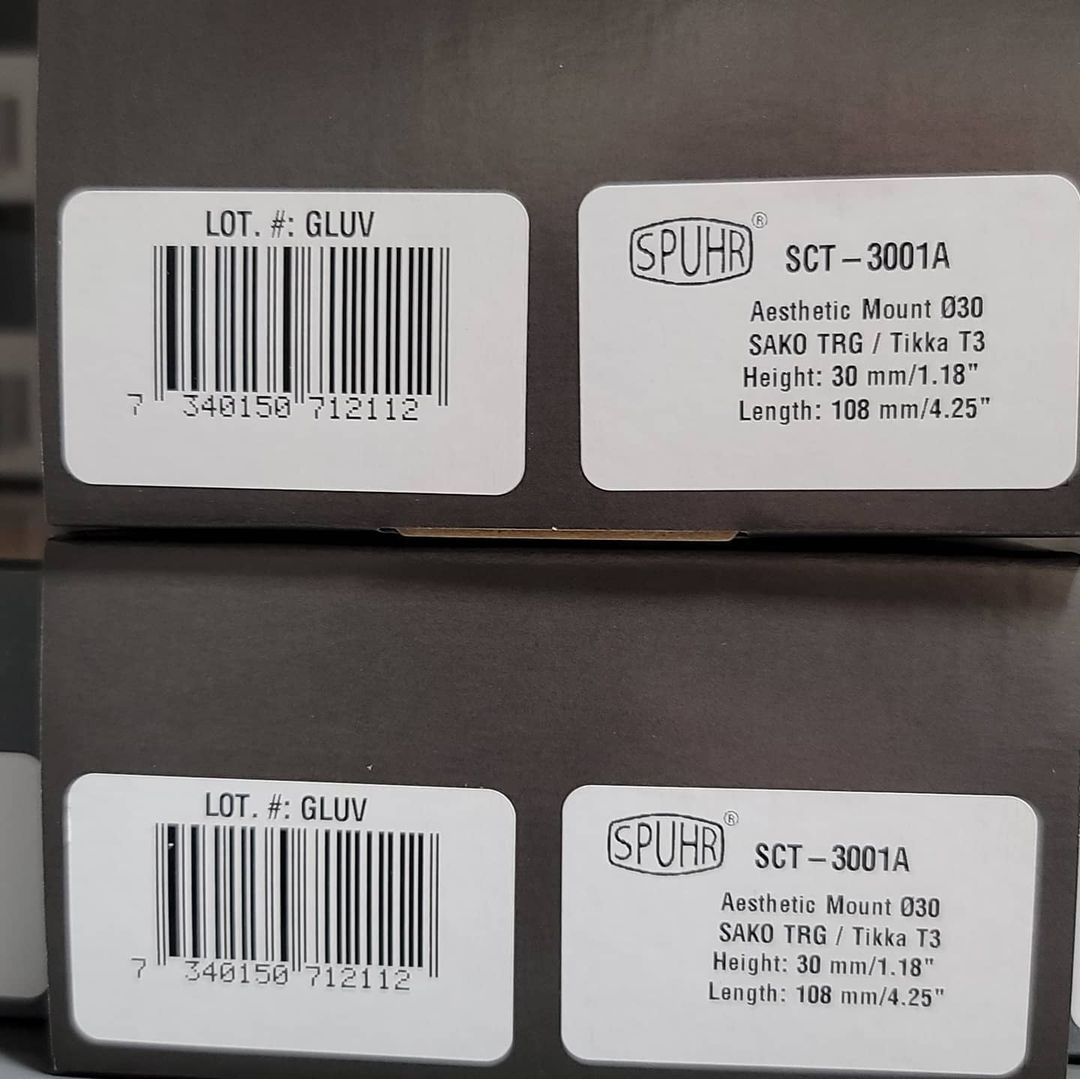 LOT. #: GLUV
7 340150 712112
SPUHR® SCT-3001A
Aesthetic Mount Ø30
SAKO TRG / Tikka T3
Height: 30 mm/1.18"
Length: 108 mm/4.25"
LOT. #: GLUV
7 340150 712112
SPUHR® SCT-3001A
Aesthetic Mount Ø30
SAKO TRG / Tikka T3
Height: 30 mm/1.18"
Length: 108 mm/4.25"